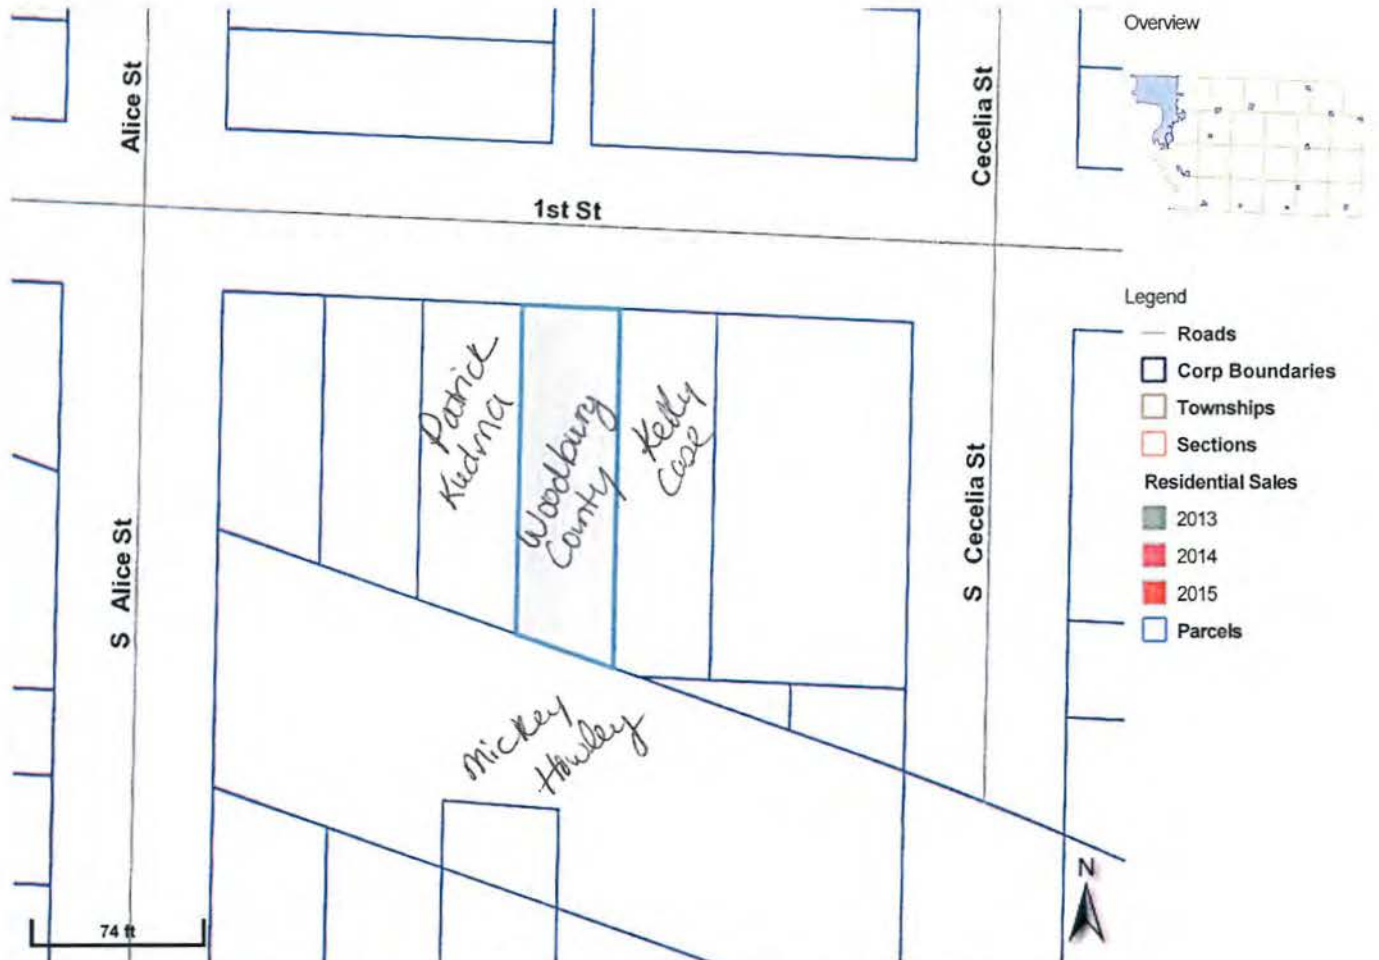 Overview
Alice St
Cecelia St
1st St
Legend
Roads
Corp Boundaries
Townships
Sections
Residential Sales
2013
2014
2015
Parcels
Patrick
Kudrna
Woodbury
County
Kelly
Case
S Alice St
S Cecelia St
Mickey
Howley
N
74 ft